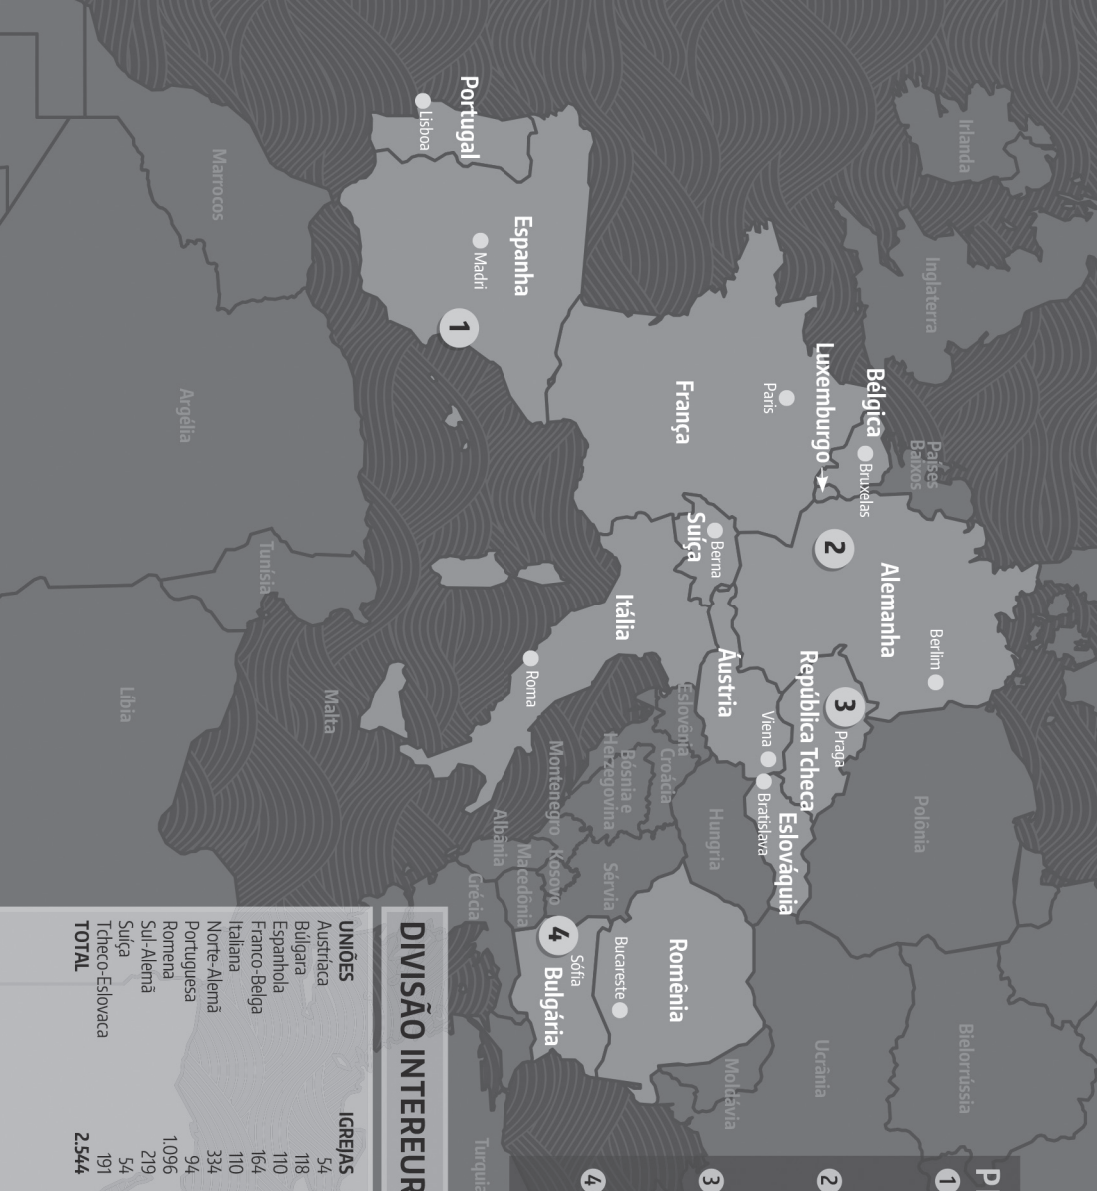 Irlanda
Inglaterra
Países
Baixos
Bélgica
Bruxelas
Luxemburgo
Paris
França
Portugal
Lisboa
Espanha
Madri
1
Marrocos
Argélia
Tunísia
Líbia
Malta
2
Alemanha
Berlim
Suíça
Berna
Itália
Roma
Áustria
Viena
República Tcheca
3
Praga
Bratislava
Eslováquia
Polônia
Eslovênia
Croácia
Bósnia e
Herzegovina
Montenegro
Hungria
Sérvia
Kosovo
Albânia
Macedônia
Grécia
4
Sófia
Bulgária
Bucareste
Romênia
Moldávia
Ucrânia
Bielorrússia
Turquia
DIVISÃO INTEREUR
UNIÕES IGREJAS
Austríaca 54
Búlgara 118
Espanhola 110
Franco-Belga 164
Italiana 110
Norte-Alemã 334
Portuguesa 94
Romena 1.096
Sul-Alemã 219
Suíça 54
Tcheco-Eslovaca 191
TOTAL 2.544
P
1
2
3
4